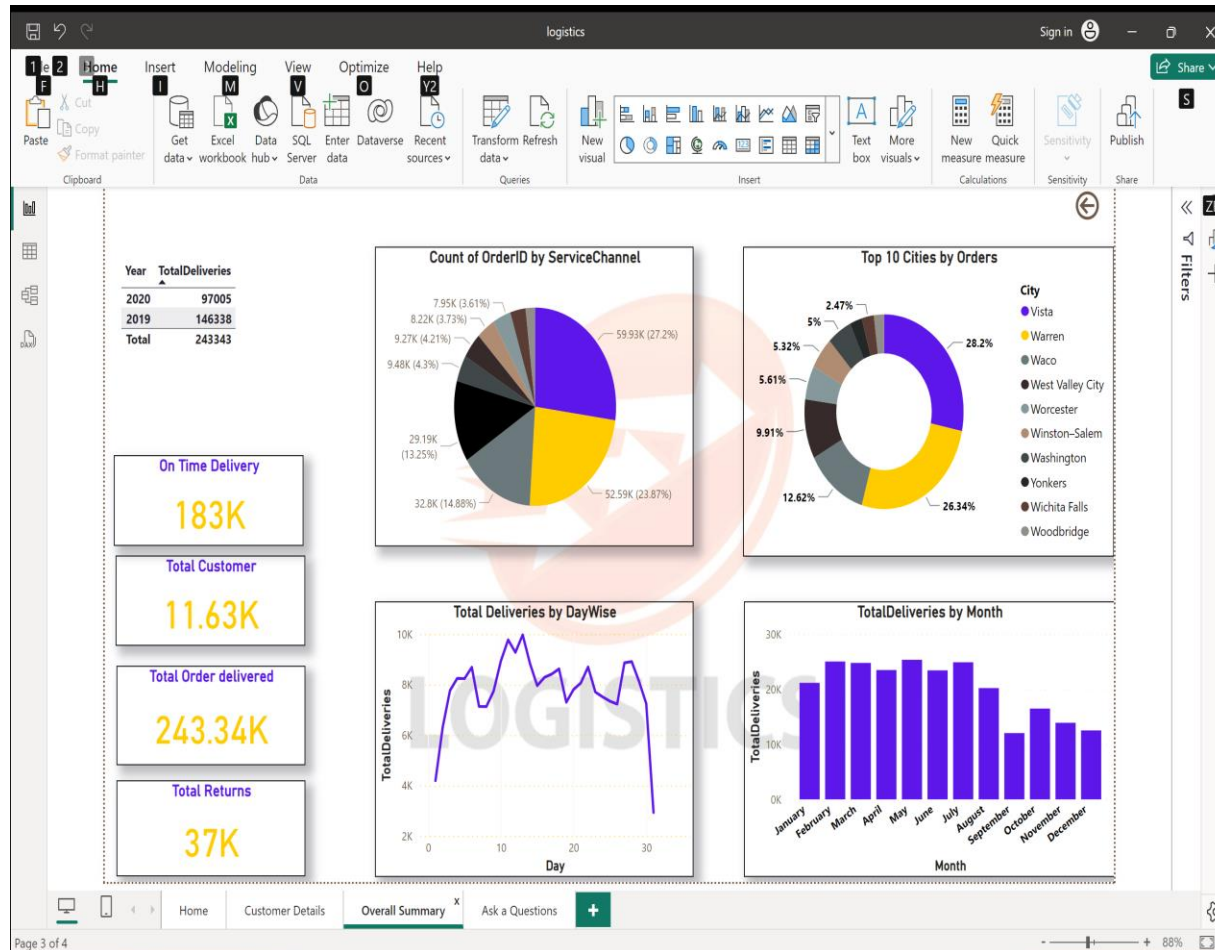 logistics
Sign in
1 2
File Home Insert Modeling View Optimize Help
Share
F H I M V O Y2 S
Paste
Cut
Copy
Format painter
Get data
Excel workbook
Data hub
SQL Server
Enter data
Dataverse
Recent sources
Transform data
Refresh
New visual
Text box
More visuals
New measure
Quick measure
Sensitivity
Publish
Clipboard Data Queries Insert Calculations Sensitivity Share
Filters
Year TotalDeliveries
2020 97005
2019 146338
Total 243343
On Time Delivery
183K
Total Customer
11.63K
Total Order delivered
243.34K
Total Returns
37K
Count of OrderID by ServiceChannel
7.95K (3.61%)
8.22K (3.73%)
9.27K (4.21%)
9.48K (4.3%)
29.19K
(13.25%)
32.8K (14.88%)
59.93K (27.2%)
52.59K (23.87%)
Top 10 Cities by Orders
2.47%
5%
5.32%
5.61%
9.91%
12.62%
28.2%
26.34%
City
Vista
Warren
Waco
West Valley City
Worcester
Winston–Salem
Washington
Yonkers
Wichita Falls
Woodbridge
Total Deliveries by DayWise
TotalDeliveries
10K
8K
6K
4K
2K
0 10 20 30
Day
LOGISTICS
TotalDeliveries by Month
TotalDeliveries
30K
20K
10K
0K
January February March April May June July August September October November December
Month
Home Customer Details Overall Summary x Ask a Questions +
Page 3 of 4
- + 88%